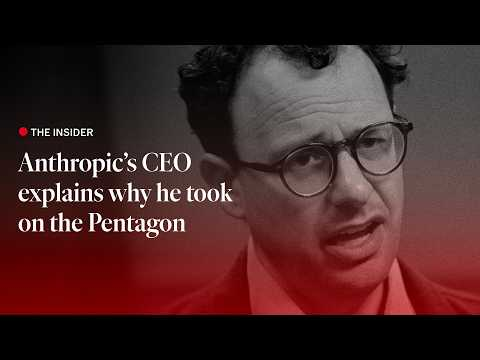 THE INSIDER
Anthropic's CEO
explains why he took
on the Pentagon